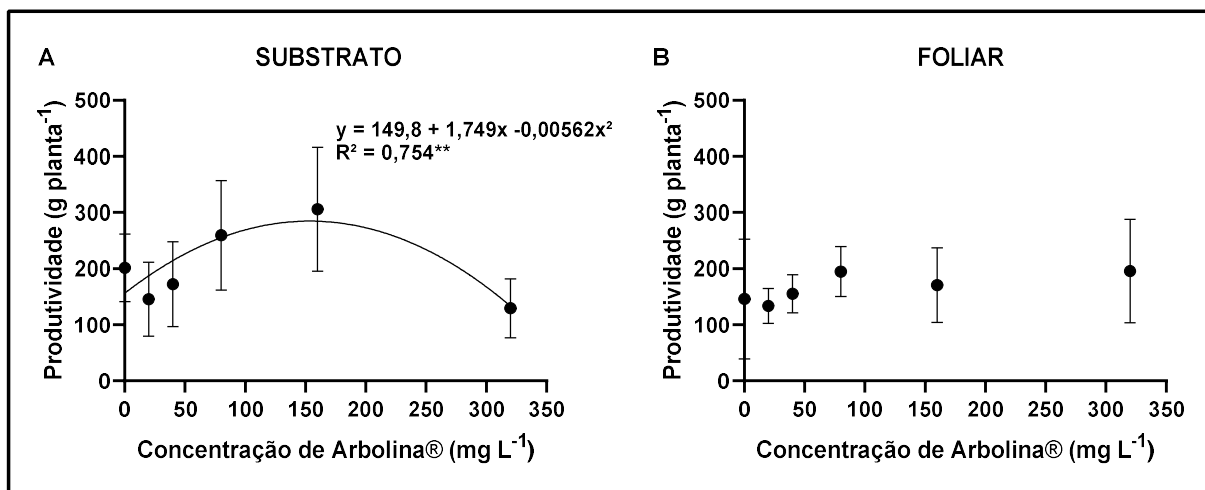 A
SUBSTRATO
Produtividade (g planta⁻¹)
500
400
300
200
100
0
y = 149,8 + 1,749x -0,00562x²
R² = 0,754**
0 50 100 150 200 250 300 350
Concentração de Arbolina® (mg L⁻¹)
B
FOLIAR
Produtividade (g planta⁻¹)
500
400
300
200
100
0
0 50 100 150 200 250 300 350
Concentração de Arbolina® (mg L⁻¹)